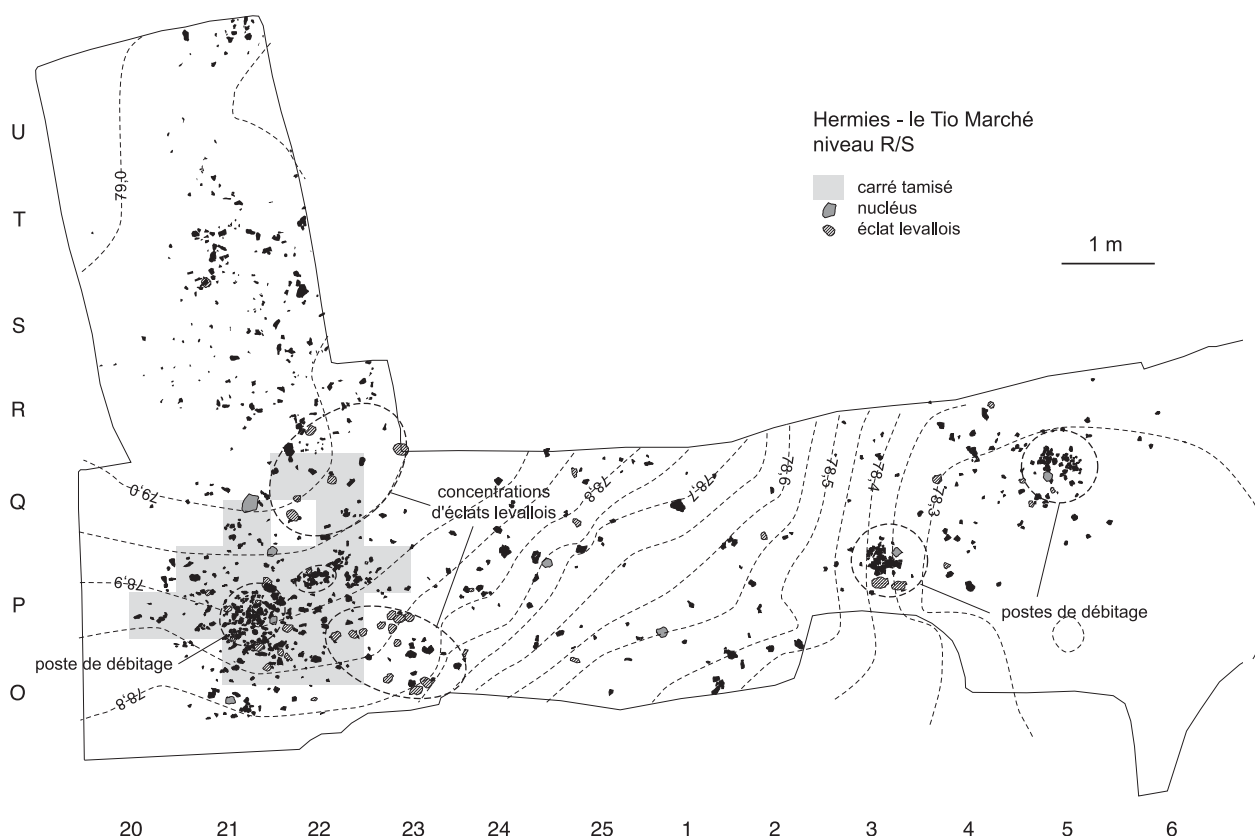 Hermies - le Tio Marché
niveau R/S
carré tamisé
nucléus
éclat levallois
1 m
U
T
S
R
Q
P
O
79,0
79,0
78,9
78,8
78,8
78,7
78,6
78,5
78,4
78,3
concentrations
d'éclats levallois
poste de débitage
postes de débitage
20 21 22 23 24 25 1 2 3 4 5 6